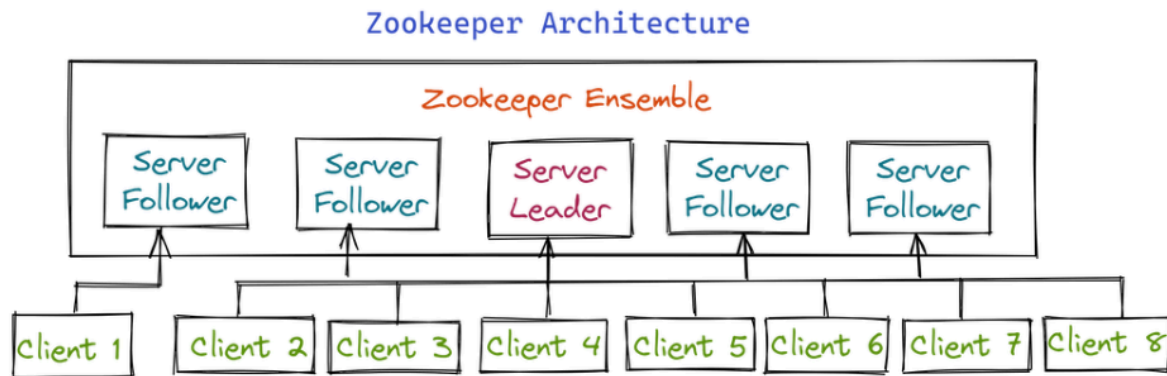 Zookeeper Architecture
Zookeeper Ensemble
Server
Follower
Server
Follower
Server
Leader
Server
Follower
Server
Follower
Client 1
Client 2
Client 3
Client 4
Client 5
Client 6
Client 7
Client 8